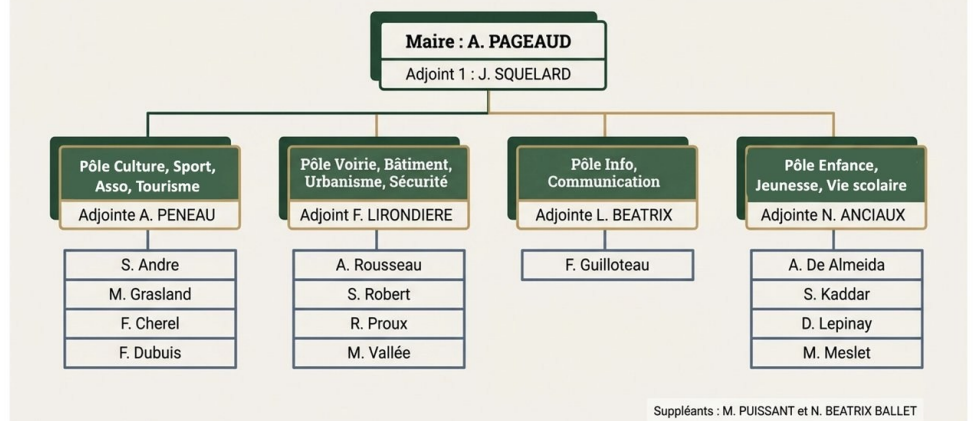 Maire : A. PAGEAUD
Adjoint 1 : J. SQUELARD
Pôle Culture, Sport,
Asso, Tourisme
Adjointe A. PENEAU
S. Andre
M. Grasland
F. Cherel
F. Dubuis
Pôle Voirie, Bâtiment,
Urbanisme, Sécurité
Adjoint F. LIRONDIERE
A. Rousseau
S. Robert
R. Proux
M. Vallée
Pôle Info,
Communication
Adjointe L. BEATRIX
F. Guilloteau
Pôle Enfance,
Jeunesse, Vie scolaire
Adjointe N. ANCIAUX
A. De Almeida
S. Kaddar
D. Lepinay
M. Meslet
Suppléants : M. PUISSANT et N. BEATRIX BALLET